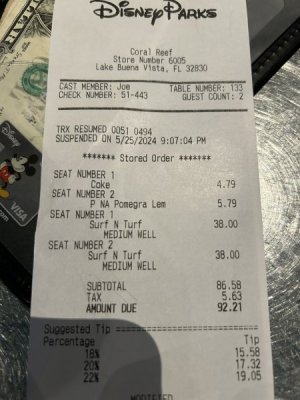 Disney Parks
Coral Reef
Store Number 6005
Lake Buena Vista, FL 32830
CAST MEMBER: Joe TABLE NUMBER: 133
CHECK NUMBER: 51-443 GUEST COUNT: 2
TRX RESUMED 0051 0494
SUSPENDED ON 5/25/2024 9:07:04 PM
******* Stored Order *******
SEAT NUMBER 1
Coke 4.79
SEAT NUMBER 2
P NA Pomegra Lem 5.79
SEAT NUMBER 1
Surf N Turf 38.00
MEDIUM WELL
SEAT NUMBER 2
Surf N Turf 38.00
MEDIUM WELL
SUBTOTAL 86.58
TAX 5.63
AMOUNT DUE 92.21
Suggested Tip ====================
Percentage Tip
18% 15.58
20% 17.32
22% 19.05
Disney
VISA